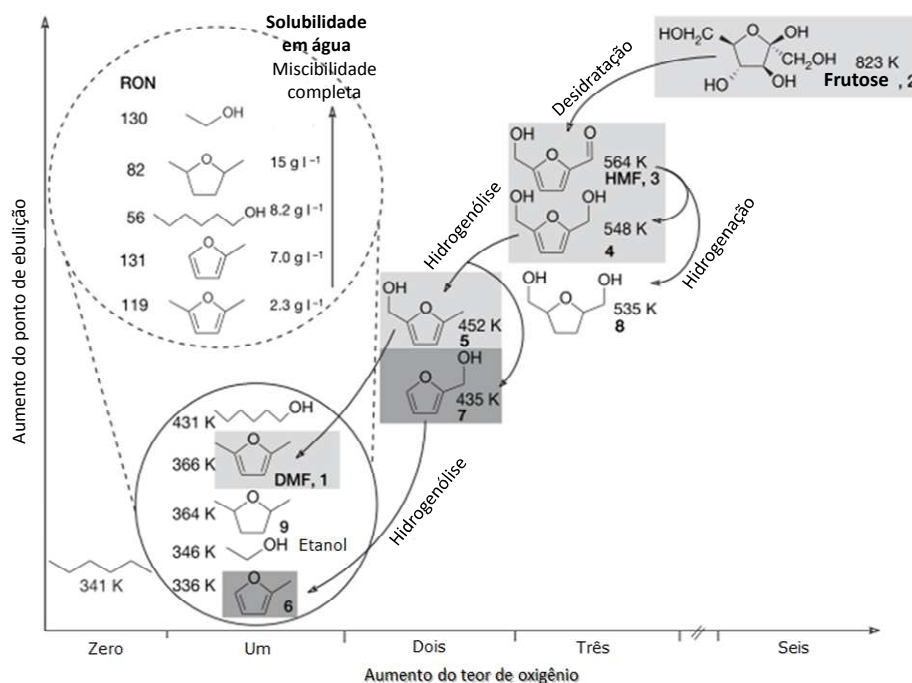 Solubilidade
em água
Miscibilidade
completa
RON
130
OH
82
O
15 g l⁻¹
56
OH
8.2 g l⁻¹
131
O
7.0 g l⁻¹
119
O
2.3 g l⁻¹
HOH₂C
O
OH
CH₂OH
HO
OH
823 K
Frutose , 2
Desidratação
OH
O
O
564 K
HMF, 3
OH
OH
O
548 K
4
Hidrogenação
OH
OH
O
535 K
8
Hidrogenólise
OH
O
452 K
5
OH
O
435 K
7
Hidrogenólise
431 K
OH
366 K
O
DMF, 1
364 K
O
9
346 K
OH
Etanol
336 K
O
6
341 K
Aumento do ponto de ebulição
Zero
Um
Dois
Três
Seis
Aumento do teor de oxigênio